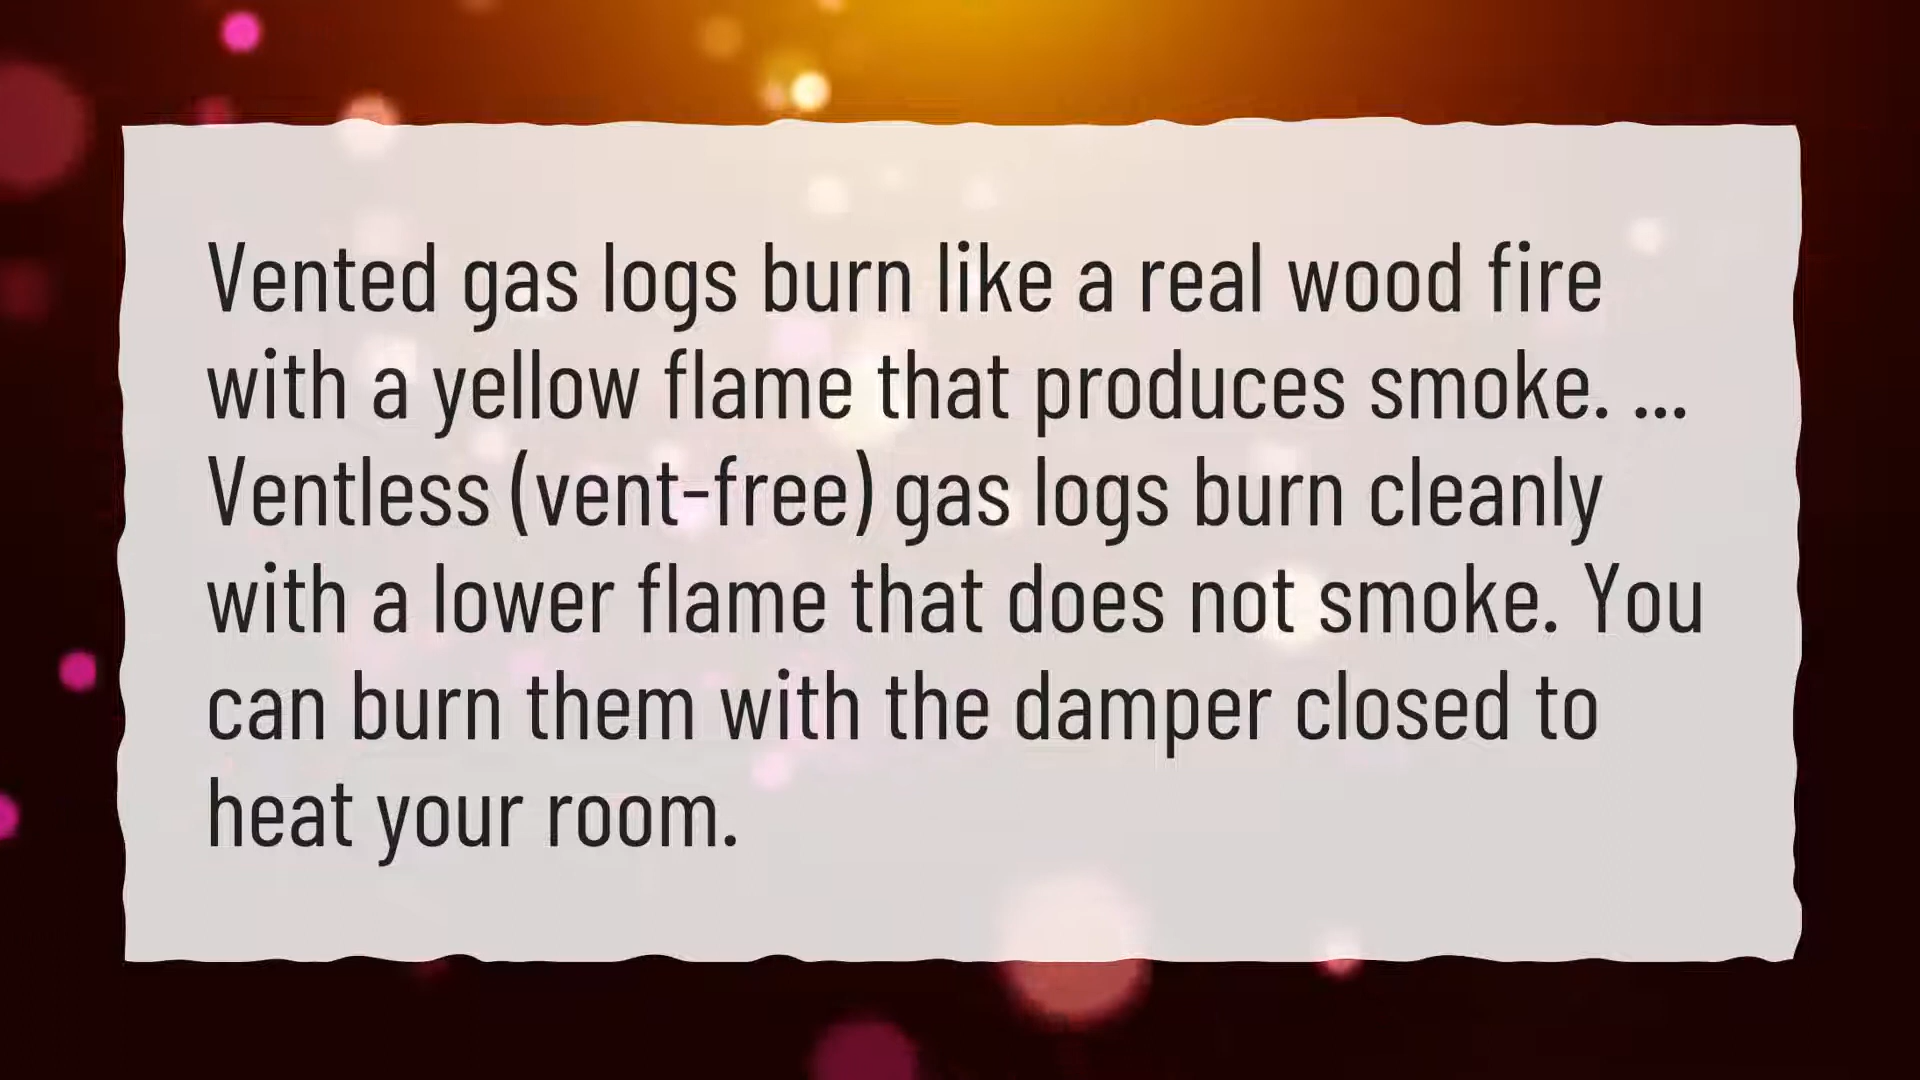 Vented gas logs burn like a real wood fire
with a yellow flame that produces smoke. ...
Ventless (vent-free) gas logs burn cleanly
with a lower flame that does not smoke. You
can burn them with the damper closed to
heat your room.